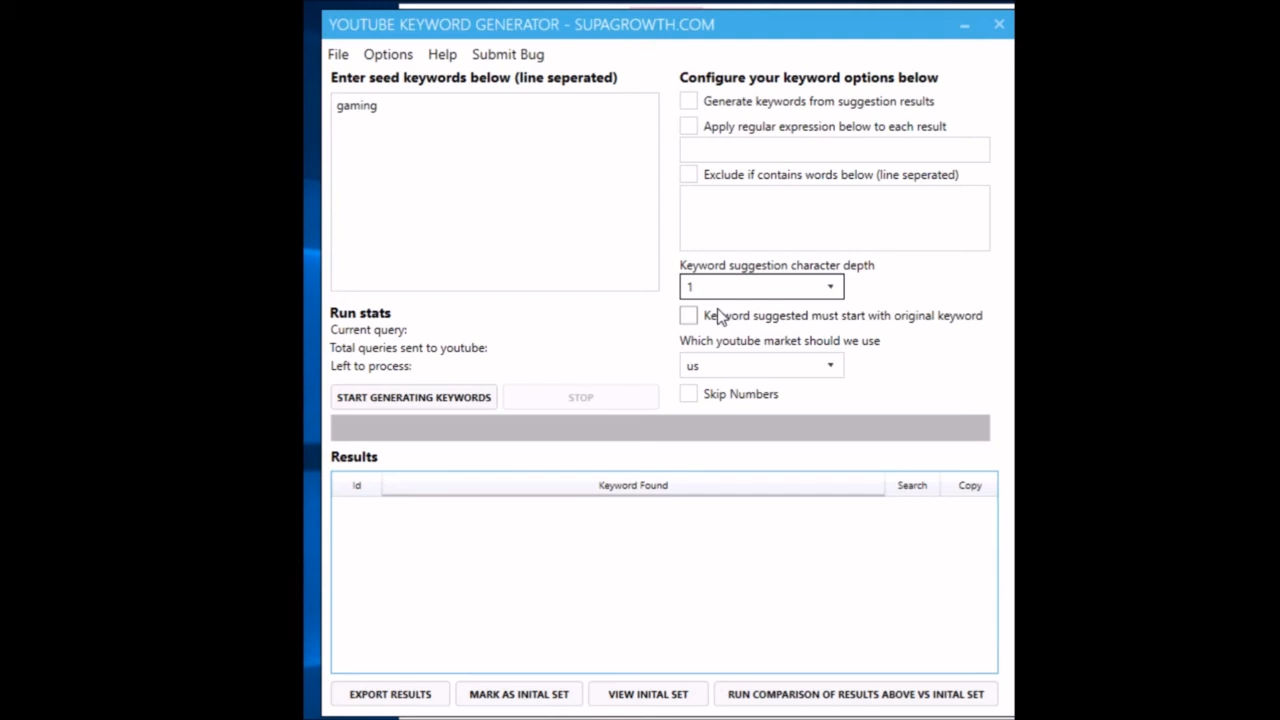 YOUTUBE KEYWORD GENERATOR - SUPAGROWTH.COM
File Options Help Submit Bug
Enter seed keywords below (line seperated)
gaming
Configure your keyword options below
Generate keywords from suggestion results
Apply regular expression below to each result
Exclude if contains words below (line seperated)
Keyword suggestion character depth
1
Keyword suggested must start with original keyword
Which youtube market should we use
us
Skip Numbers
Run stats
Current query:
Total queries sent to youtube:
Left to process:
START GENERATING KEYWORDS STOP
Results
Id Keyword Found Search Copy
EXPORT RESULTS MARK AS INITAL SET VIEW INITAL SET RUN COMPARISON OF RESULTS ABOVE VS INITAL SET